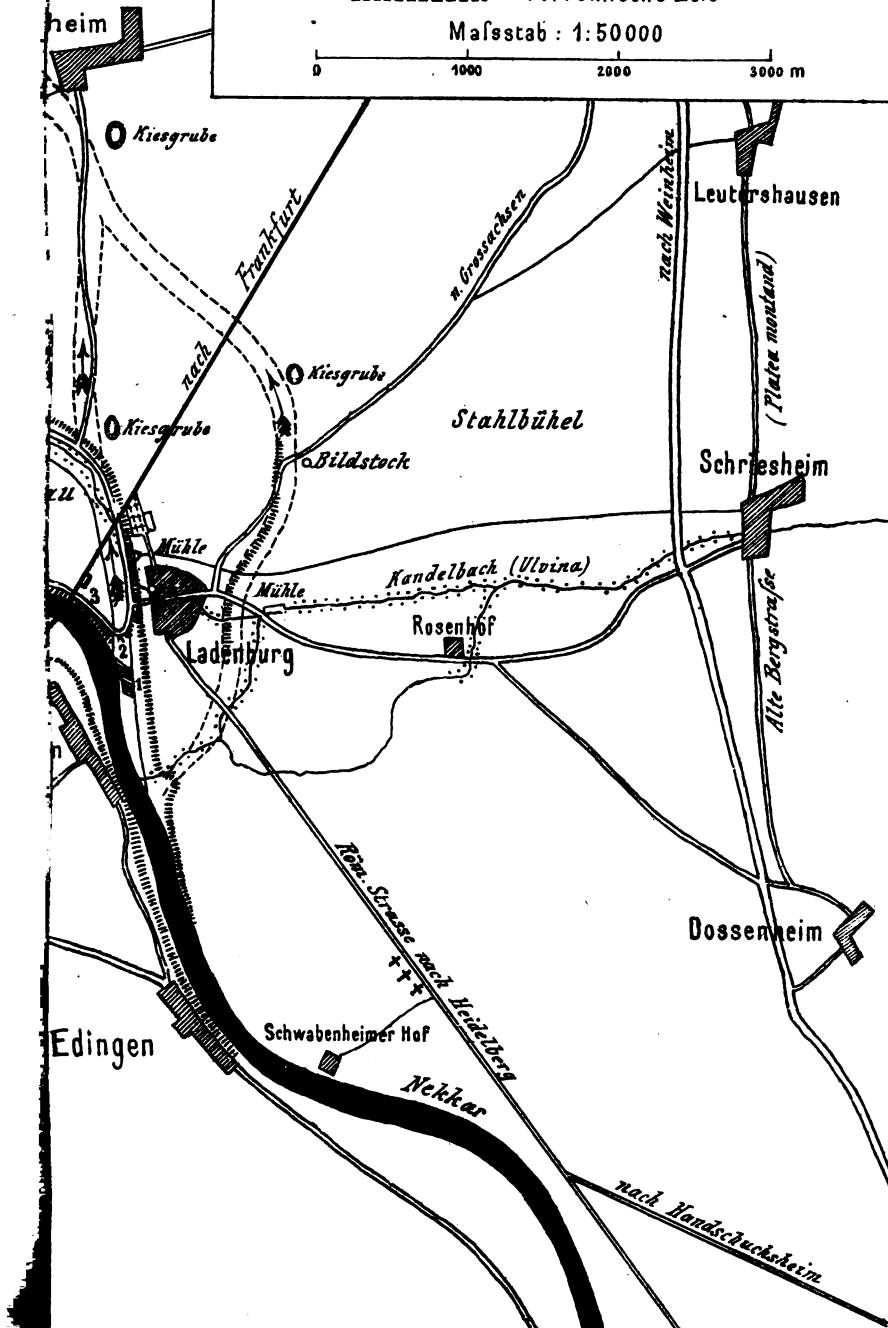 heim
Maſsstab : 1:50000
0 1000 2000 3000 m
Kiesgrube
nach Frankfurt
n. Grossachsen
nach Weinheim
Leutershausen
(Platea montand)
Kiesgrube
Kiesgrube
Stahlbühel
Bildstock
Schriesheim
zu
Mühle
Kandelbach (Ulvina)
Mühle
3
Rosenhof
2
Ladenburg
1
Alte Bergstraſse
n
Röm. Strasse nach Heidelberg
Dossenheim
Edingen
Schwabenheimer Hof
Nekkar
nach Handschuchsheim